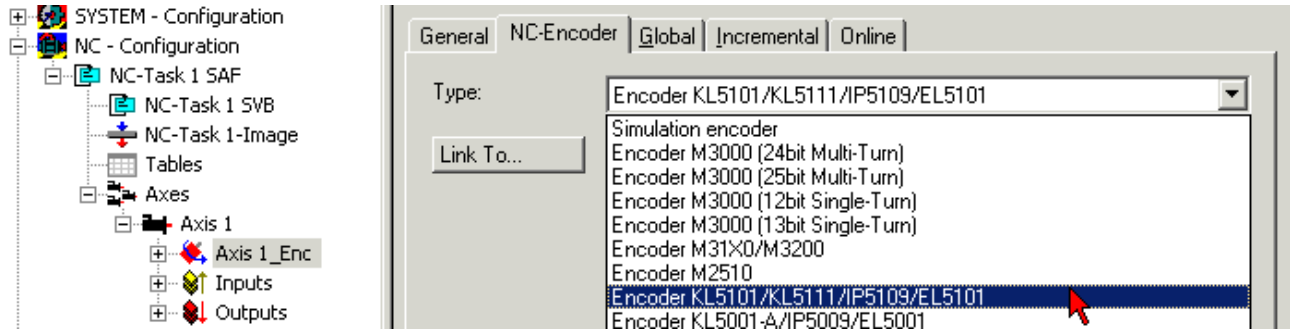 SYSTEM - Configuration
NC - Configuration
NC-Task 1 SAF
NC-Task 1 SVB
NC-Task 1-Image
Tables
Axes
Axis 1
Axis 1_Enc
Inputs
Outputs
General NC-Encoder Global Incremental Online
Type:
Encoder KL5101/KL5111/IP5109/EL5101
Link To...
Simulation encoder
Encoder M3000 (24bit Multi-Turn)
Encoder M3000 (25bit Multi-Turn)
Encoder M3000 (12bit Single-Turn)
Encoder M3000 (13bit Single-Turn)
Encoder M31X0/M3200
Encoder M2510
Encoder KL5101/KL5111/IP5109/EL5101
Encoder KL5001-A/IP5009/EL5001